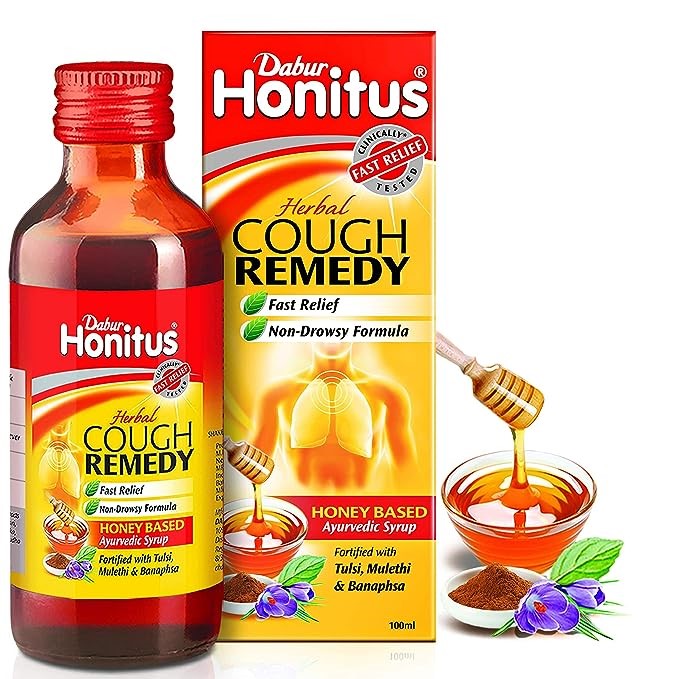 Dabur
Honitus®
CLINICALLY*
FAST RELIEF
TESTED
Herbal
COUGH
REMEDY
Fast Relief
Non-Drowsy Formula
HONEY BASED
Ayurvedic Syrup
Fortified with Tulsi,
Mulethi & Banaphsa
Dabur
Honitus®
CLINICALLY*
FAST RELIEF
TESTED
Herbal
COUGH
REMEDY
Fast Relief
Non-Drowsy Formula
HONEY BASED
Ayurvedic Syrup
Fortified with
Tulsi, Mulethi
& Banaphsa
100ml